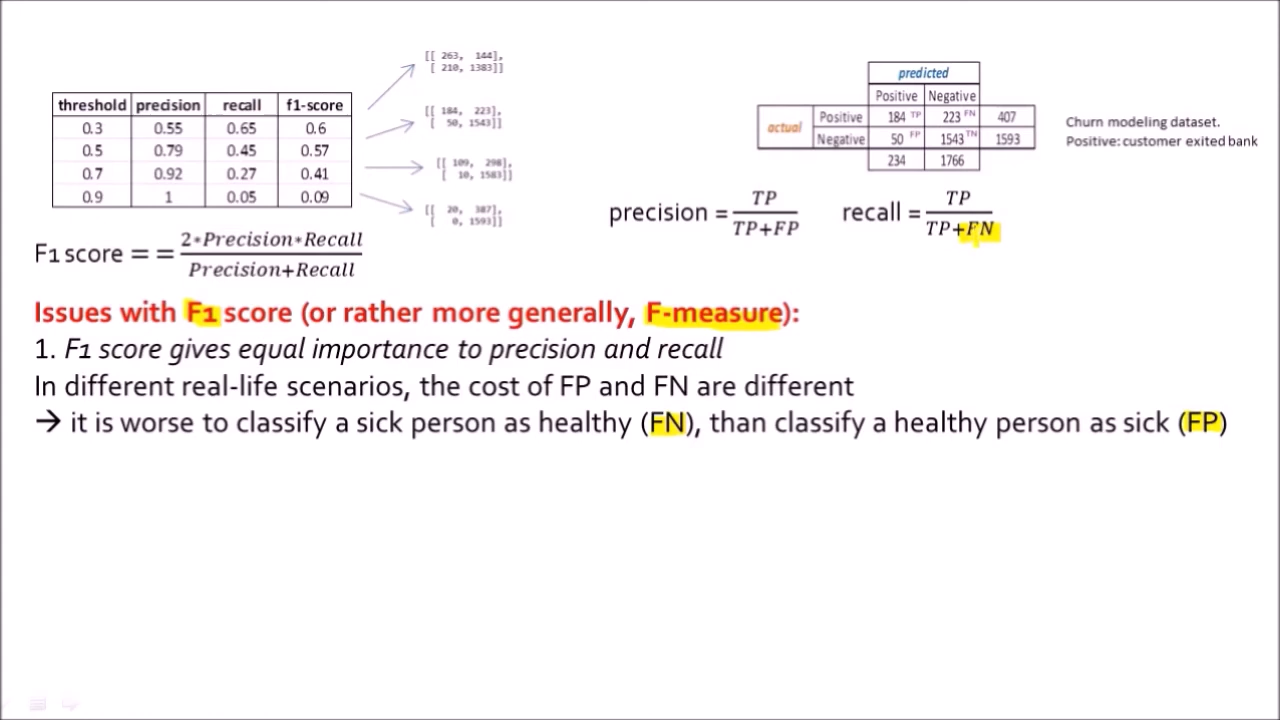 threshold precision recall f1-score
0.3 0.55 0.65 0.6
0.5 0.79 0.45 0.57
0.7 0.92 0.27 0.41
0.9 1 0.05 0.09
[[ 263, 144],
[ 210, 1383]]
[[ 184, 223],
[ 50, 1543]]
[[ 109, 298],
[ 10, 1583]]
[[ 20, 387],
[ 0, 1593]]
predicted
Positive Negative
actual Positive 184 TP 223 FN 407
Negative 50 FP 1543 TN 1593
234 1766
Churn modeling dataset.
Positive: customer exited bank
precision = TP / TP+FP
recall = TP / TP+FN
F1 score = = 2*Precision*Recall / Precision+Recall
Issues with F1 score (or rather more generally, F-measure):
1. F1 score gives equal importance to precision and recall
In different real-life scenarios, the cost of FP and FN are different
→ it is worse to classify a sick person as healthy (FN), than classify a healthy person as sick (FP)